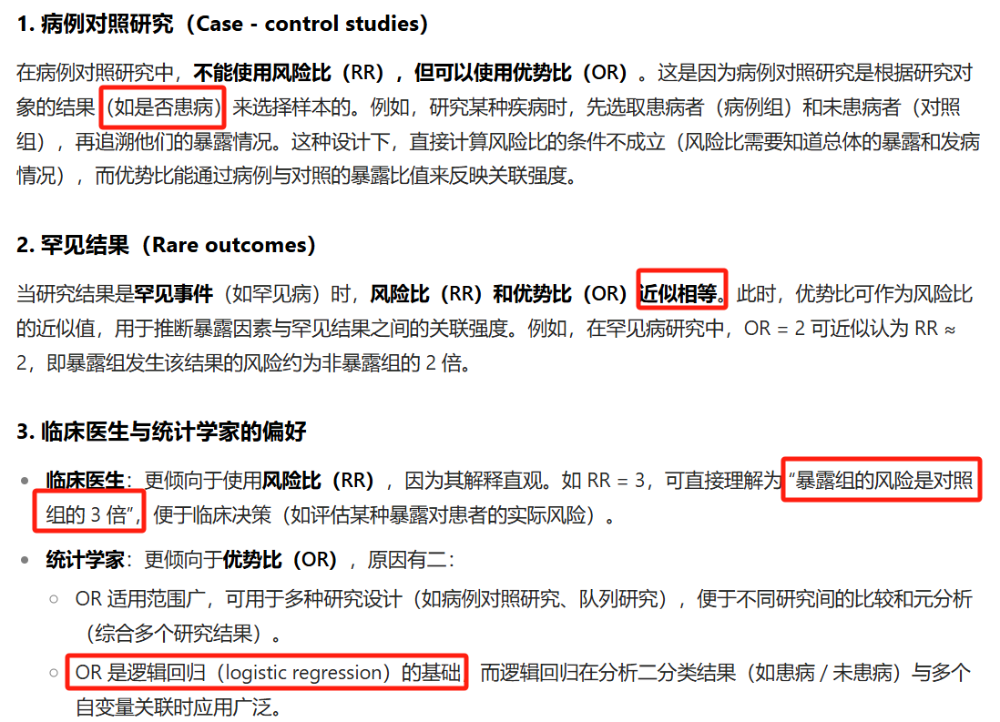 1. 病例对照研究（Case - control studies）
在病例对照研究中，不能使用风险比（RR），但可以使用优势比（OR）。这是因为病例对照研究是根据研究对
象的结果（如是否患病）来选择样本的。例如，研究某种疾病时，先选取患病者（病例组）和未患病者（对照
组），再追溯他们的暴露情况。这种设计下，直接计算风险比的条件不成立（风险比需要知道总体的暴露和发病
情况），而优势比能通过病例与对照的暴露比值来反映关联强度。
2. 罕见结果（Rare outcomes）
当研究结果是罕见事件（如罕见病）时，风险比（RR）和优势比（OR）近似相等。此时，优势比可作为风险比
的近似值，用于推断暴露因素与罕见结果之间的关联强度。例如，在罕见病研究中，OR = 2 可近似认为 RR ≈
2，即暴露组发生该结果的风险约为非暴露组的 2 倍。
3. 临床医生与统计学家的偏好
• 临床医生：更倾向于使用风险比（RR），因为其解释直观。如 RR = 3，可直接理解为 “暴露组的风险是对照
组的 3 倍”，便于临床决策（如评估某种暴露对患者的实际风险）。
• 统计学家：更倾向于优势比（OR），原因有二：
○ OR 适用范围广，可用于多种研究设计（如病例对照研究、队列研究），便于不同研究间的比较和元分析
（综合多个研究结果）。
○ OR 是逻辑回归（logistic regression）的基础，而逻辑回归在分析二分类结果（如患病 / 未患病）与多个
自变量关联时应用广泛。